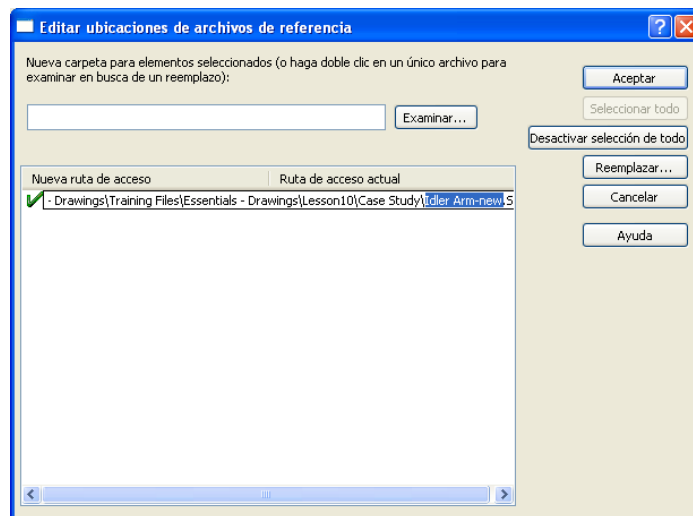 Editar ubicaciones de archivos de referencia
Nueva carpeta para elementos seleccionados (o haga doble clic en un único archivo para
examinar en busca de un reemplazo):
Examinar...
Aceptar
Seleccionar todo
Desactivar selección de todo
Reemplazar...
Cancelar
Ayuda
Nueva ruta de acceso Ruta de acceso actual
- Drawings\Training Files\Essentials - Drawings\Lesson10\Case Study\Idler Arm-new.S